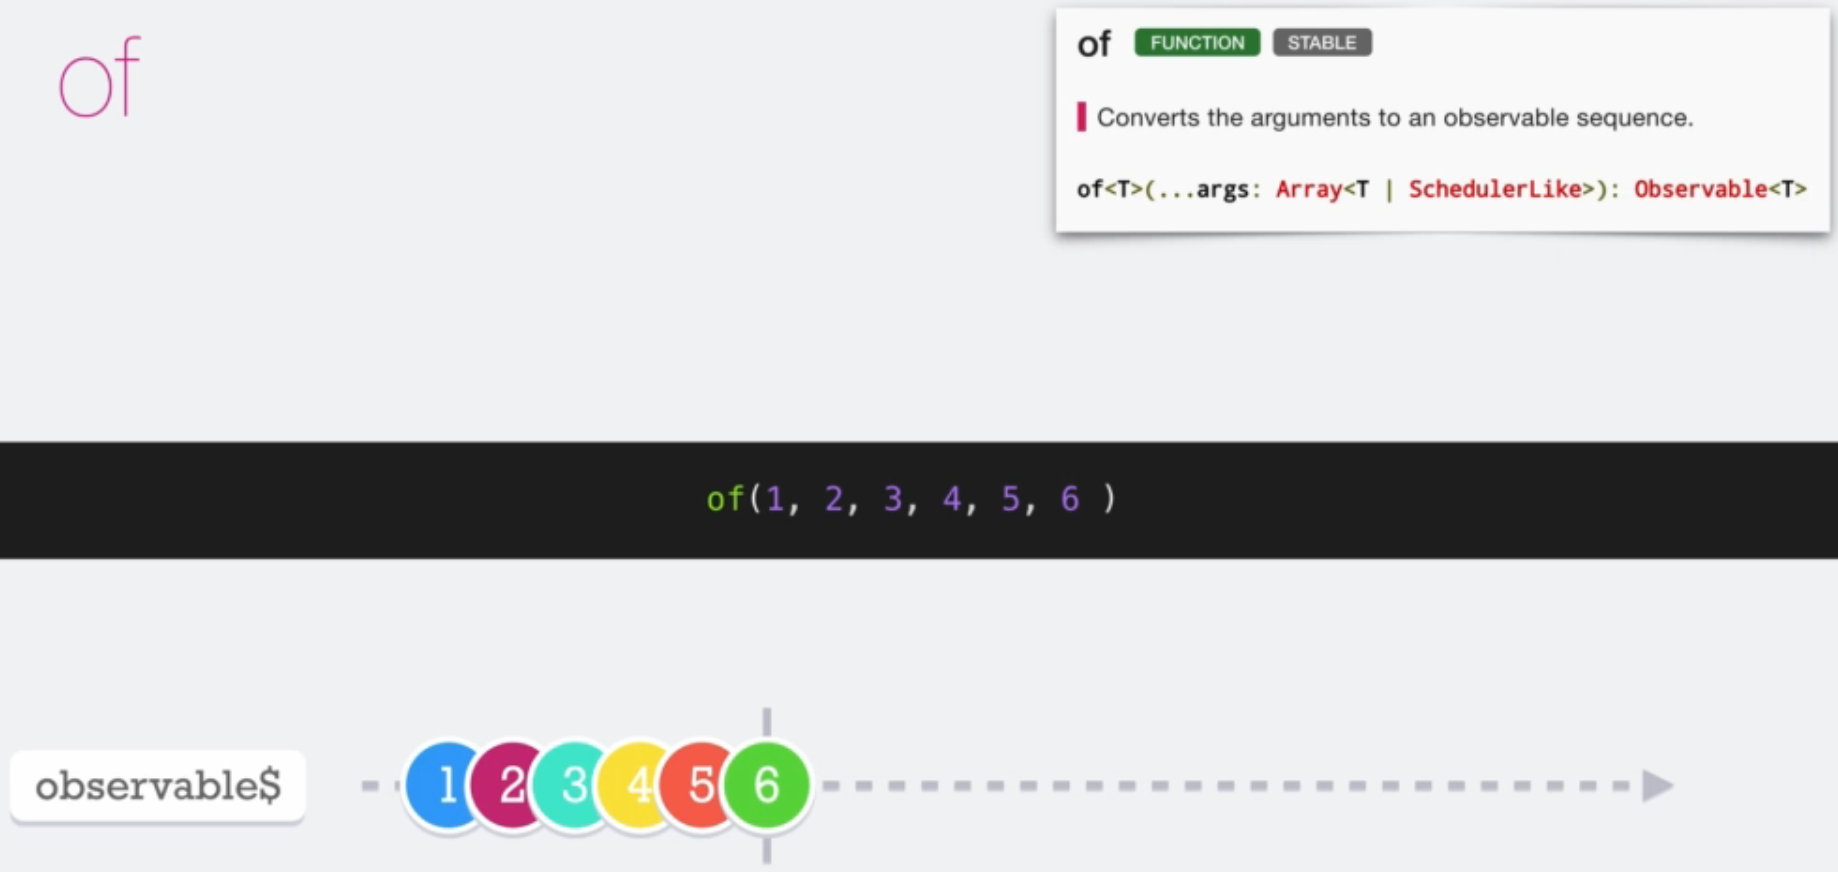 of
of FUNCTION STABLE
Converts the arguments to an observable sequence.
of<T>(...args: Array<T | SchedulerLike>): Observable<T>
of(1, 2, 3, 4, 5, 6 )
observable$ 1 2 3 4 5 6